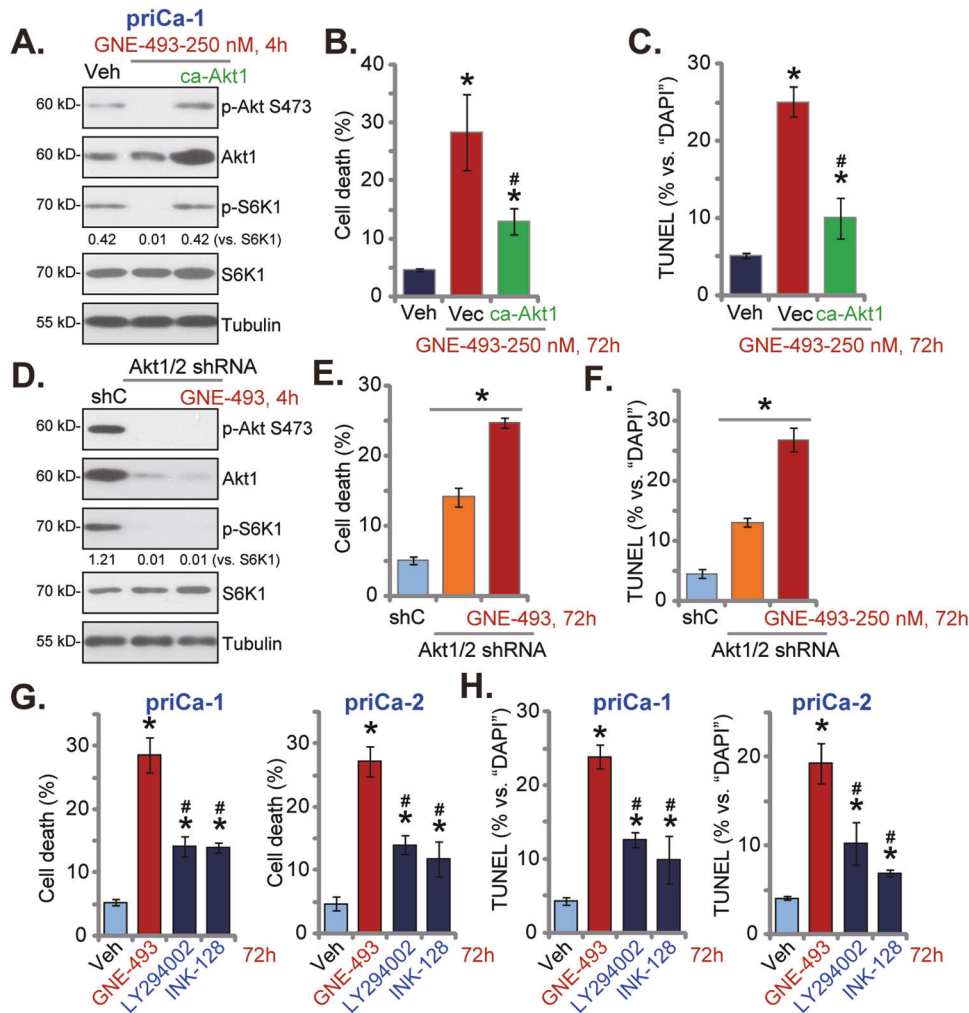 A.
priCa-1
GNE-493-250 nM, 4h
Veh
ca-Akt1
60 kD-
p-Akt S473
60 kD-
Akt1
70 kD-
p-S6K1
0.42 0.01 0.42 (vs. S6K1)
70 kD-
S6K1
55 kD-
Tubulin
B.
Cell death (%)
40
30
20
10
0
*
#
*
Veh Vec ca-Akt1
GNE-493-250 nM, 72h
C.
TUNEL (% vs. “DAPI”)
30
20
10
0
*
#
*
Veh Vec ca-Akt1
GNE-493-250 nM, 72h
D.
Akt1/2 shRNA
shC
GNE-493, 4h
60 kD-
p-Akt S473
60 kD-
Akt1
70 kD-
p-S6K1
1.21 0.01 0.01 (vs. S6K1)
70 kD-
S6K1
55 kD-
Tubulin
E.
Cell death (%)
30
20
10
0
*
shC
GNE-493, 72h
Akt1/2 shRNA
F.
TUNEL (% vs. “DAPI”)
40
30
20
10
0
*
shC
GNE-493-250 nM, 72h
Akt1/2 shRNA
G.
priCa-1
Cell death (%)
40
30
20
10
0
*
#
*
#
*
Veh
GNE-493
LY294002
INK-128
72h
priCa-2
Cell death (%)
40
30
20
10
0
*
#
*
#
*
Veh
GNE-493
LY294002
INK-128
H.
priCa-1
TUNEL (% vs. “DAPI”)
30
20
10
0
*
#
*
#
*
Veh
GNE-493
LY294002
INK-128
72h
priCa-2
TUNEL (% vs. “DAPI”)
30
20
10
0
*
#
*
#
*
Veh
GNE-493
LY294002
INK-128
72h